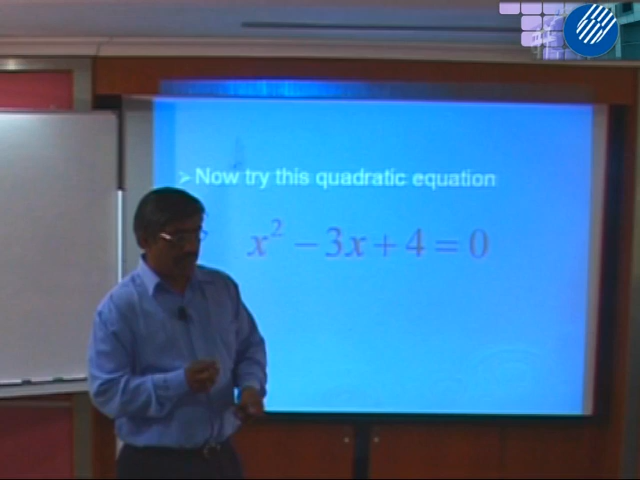 ➢Now try this quadratic equation
x² − 3x + 4 = 0